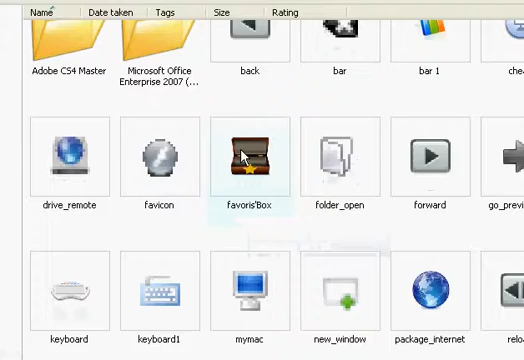 Name Date taken Tags Size Rating
Adobe CS4 Master
Microsoft Office
Enterprise 2007 (...
back
bar
bar 1
drive_remote
favicon
favoris'Box
folder_open
forward
keyboard
keyboard1
mymac
new_window
package_internet